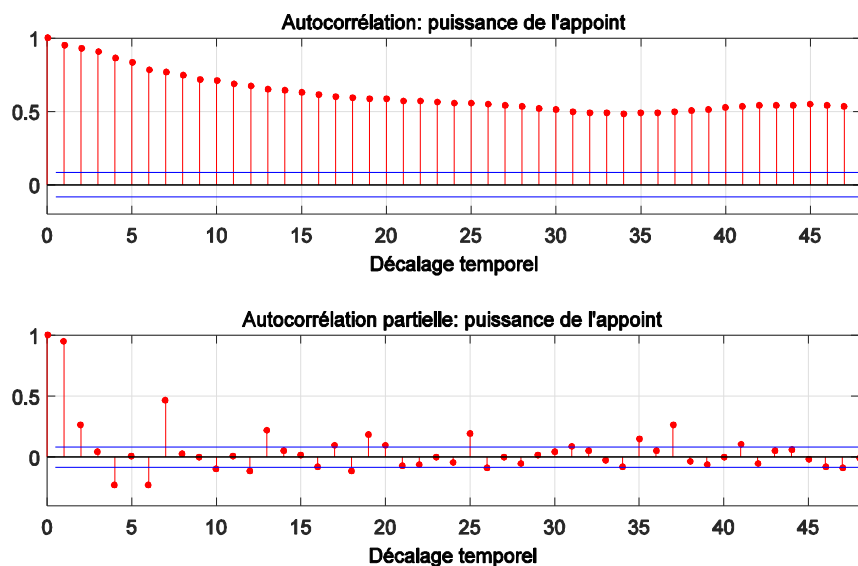 Autocorrélation: puissance de l'appoint
1
0.5
0
0 5 10 15 20 25 30 35 40 45
Décalage temporel
Autocorrélation partielle: puissance de l'appoint
1
0.5
0
0 5 10 15 20 25 30 35 40 45
Décalage temporel